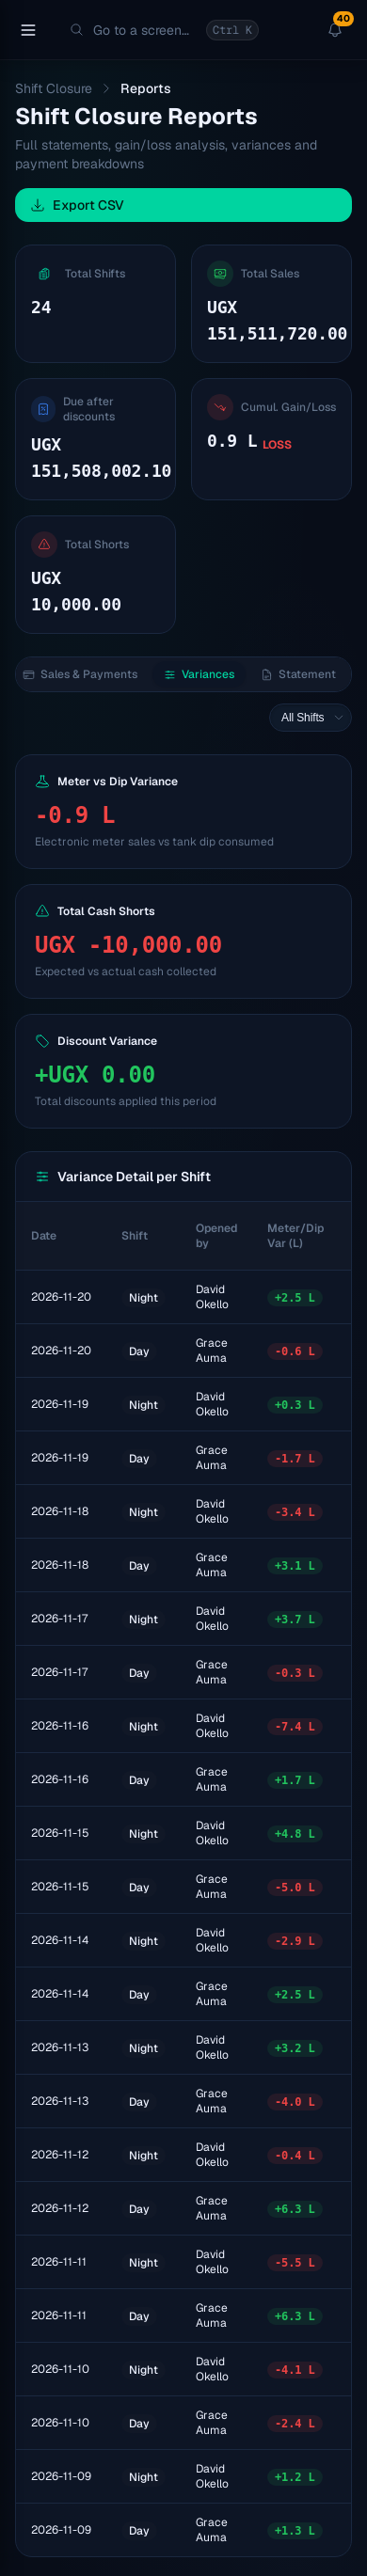 Go to a screen... Ctrl K
40
Shift Closure > Reports
Shift Closure Reports
Full statements, gain/loss analysis, variances and
payment breakdowns
Export CSV
Total Shifts
24
Total Sales
UGX
151,511,720.00
Due after
discounts
UGX
151,508,002.10
Cumul. Gain/Loss
0.9 L LOSS
Total Shorts
UGX
10,000.00
Sales & Payments Variances Statement
All Shifts
Meter vs Dip Variance
-0.9 L
Electronic meter sales vs tank dip consumed
Total Cash Shorts
UGX -10,000.00
Expected vs actual cash collected
Discount Variance
+UGX 0.00
Total discounts applied this period
Variance Detail per Shift
Date Shift Opened by Meter/Dip Var (L)
2026-11-20 Night David Okello +2.5 L
2026-11-20 Day Grace Auma -0.6 L
2026-11-19 Night David Okello +0.3 L
2026-11-19 Day Grace Auma -1.7 L
2026-11-18 Night David Okello -3.4 L
2026-11-18 Day Grace Auma +3.1 L
2026-11-17 Night David Okello +3.7 L
2026-11-17 Day Grace Auma -0.3 L
2026-11-16 Night David Okello -7.4 L
2026-11-16 Day Grace Auma +1.7 L
2026-11-15 Night David Okello +4.8 L
2026-11-15 Day Grace Auma -5.0 L
2026-11-14 Night David Okello -2.9 L
2026-11-14 Day Grace Auma +2.5 L
2026-11-13 Night David Okello +3.2 L
2026-11-13 Day Grace Auma -4.0 L
2026-11-12 Night David Okello -0.4 L
2026-11-12 Day Grace Auma +6.3 L
2026-11-11 Night David Okello -5.5 L
2026-11-11 Day Grace Auma +6.3 L
2026-11-10 Night David Okello -4.1 L
2026-11-10 Day Grace Auma -2.4 L
2026-11-09 Night David Okello +1.2 L
2026-11-09 Day Grace Auma +1.3 L